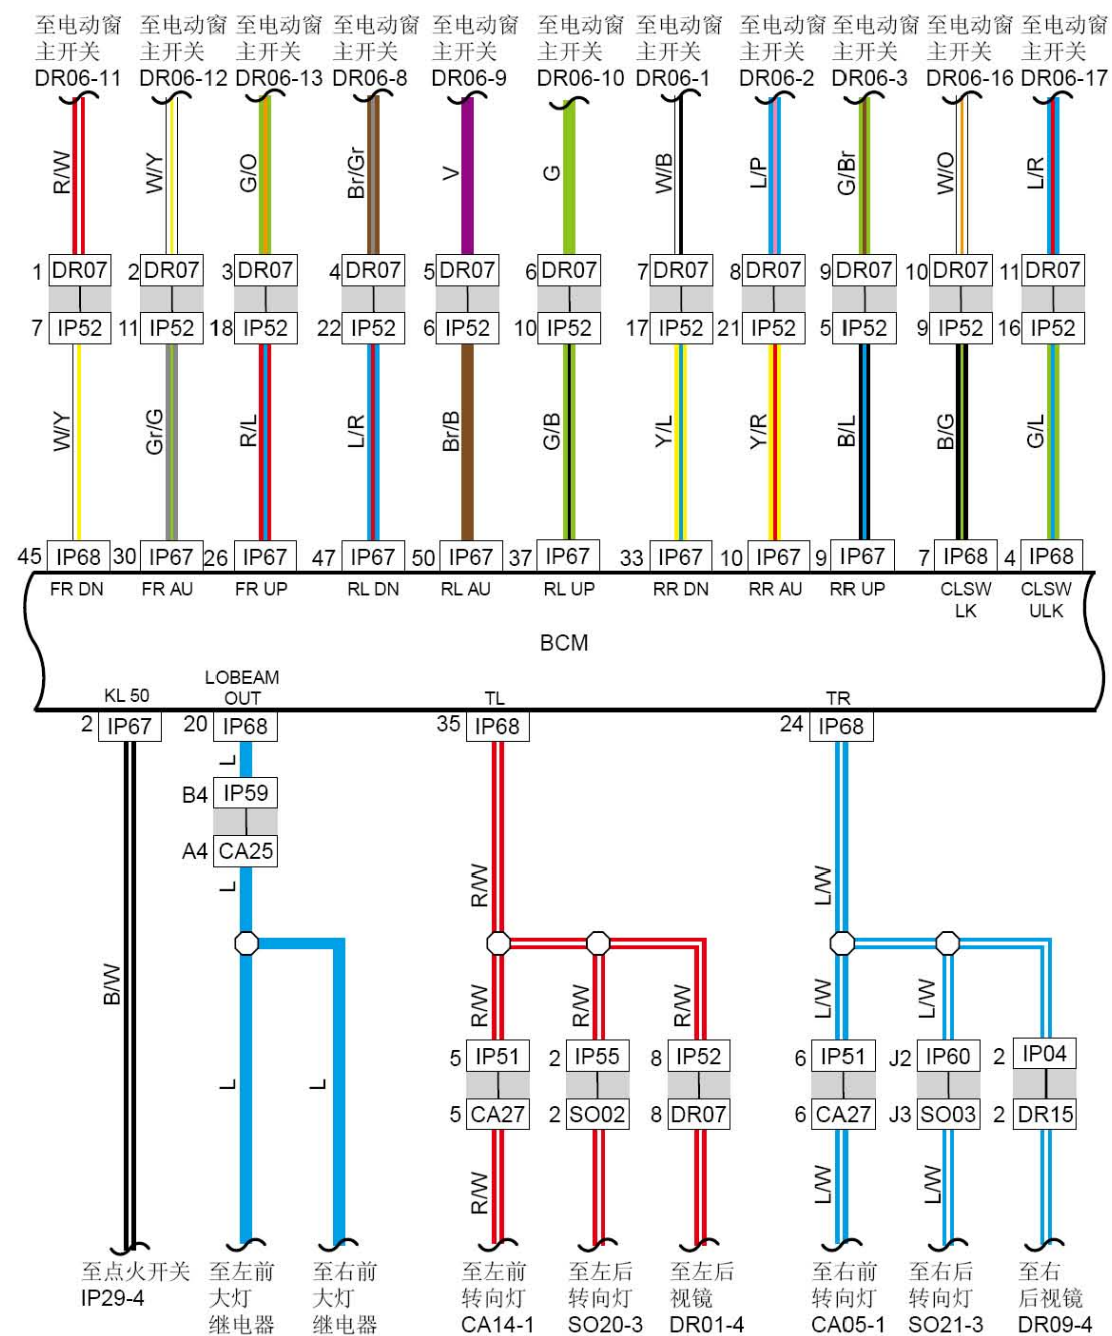 至电动窗 至电动窗 至电动窗 至电动窗 至电动窗 至电动窗 至电动窗 至电动窗 至电动窗 至电动窗 至电动窗
主开关 主开关 主开关 主开关 主开关 主开关 主开关 主开关 主开关 主开关 主开关
DR06-11 DR06-12 DR06-13 DR06-8 DR06-9 DR06-10 DR06-1 DR06-2 DR06-3 DR06-16 DR06-17
R/W W/Y G/O Br/Gr V G W/B L/P G/Br W/O L/R
1 DR07 2 DR07 3 DR07 4 DR07 5 DR07 6 DR07 7 DR07 8 DR07 9 DR07 10 DR07 11 DR07
7 IP52 11 IP52 18 IP52 22 IP52 6 IP52 10 IP52 17 IP52 21 IP52 5 IP52 9 IP52 16 IP52
W/Y Gr/G R/L L/R Br/B G/B Y/L Y/R B/L B/G G/L
45 IP68 30 IP67 26 IP67 47 IP67 50 IP67 37 IP67 33 IP67 10 IP67 9 IP67 7 IP68 4 IP68
FR DN FR AU FR UP RL DN RL AU RL UP RR DN RR AU RR UP CLSW CLSW
LK ULK
BCM
LOBEAM
KL 50 OUT TL TR
2 IP67 20 IP68 35 IP68 24 IP68
L
B4 IP59
A4 CA25
L R/W L/W
B/W R/W R/W R/W L/W L/W
5 IP51 2 IP55 8 IP52 6 IP51 J2 IP60 2 IP04
L L
5 CA27 2 SO02 8 DR07 6 CA27 J3 SO03 2 DR15
R/W L/W L/W
至点火开关 至左前 至右前 至左前 至左后 至左后 至右前 至右后 至右
IP29-4 大灯 大灯 转向灯 转向灯 视镜 转向灯 转向灯 后视镜
继电器 继电器 CA14-1 SO20-3 DR01-4 CA05-1 SO21-3 DR09-4